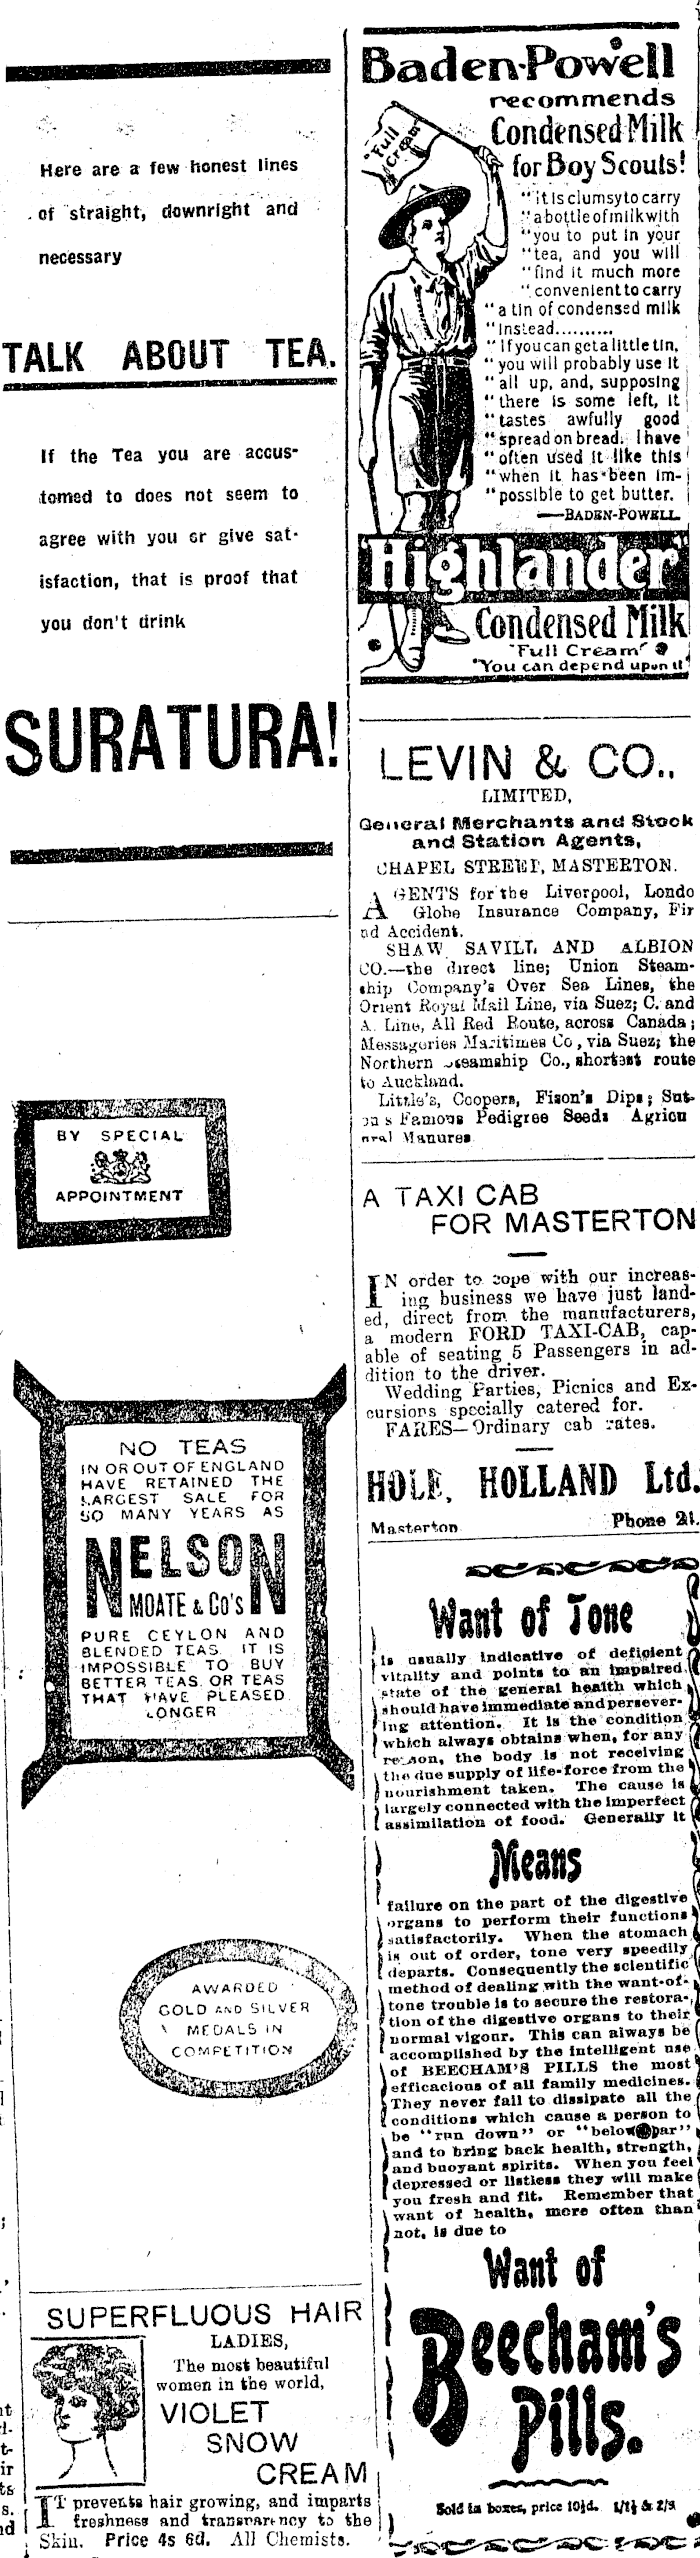 Here are a few honest lines
of straight, downright and
necessary
TALK ABOUT TEA.
If the Tea you are accus-
tomed to does not seem to
agree with you or give sat-
isfaction, that is proof that
you don't drink
SURATURA!
BY SPECIAL
APPOINTMENT
NO TEAS
IN OR OUT OF ENGLAND
HAVE RETAINED THE
LARGEST SALE FOR
SO MANY YEARS AS
NELSON
MOATE & Co's
PURE CEYLON AND
BLENDED TEAS. IT IS
IMPOSSIBLE TO BUY
BETTER TEAS OR TEAS
THAT HAVE PLEASED
LONGER
AWARDED
GOLD AND SILVER
MEDALS IN
COMPETITION
SUPERFLUOUS HAIR
LADIES,
The most beautiful
women in the world,
VIOLET
SNOW
CREAM
IT prevents hair growing, and imparts
freshness and transparency to the
Skin. Price 4s 6d. All Chemists.
Baden-Powell
recommends
Condensed Milk
for Boy Scouts!
"Full
Cream"
"it is clumsy to carry
"a bottle of milk with
"you to put in your
"tea, and you will
"find it much more
"convenient to carry
"a tin of condensed milk
"instead..........
"If you can get a little tin,
"you will probably use it
"all up, and, supposing
"there is some left, it
"tastes awfully good
"spread on bread. I have
"often used it like this
"when it has been im-
"possible to get butter.
—BADEN-POWELL
"Highlander"
Condensed Milk
"Full Cream"
"You can depend upon it"
LEVIN & CO.,
LIMITED,
General Merchants and Stock
and Station Agents,
CHAPEL STREET, MASTERTON.
AGENTS for the Liverpool, Londo
Globe Insurance Company, Fir
nd Accident.
SHAW SAVILL AND ALBION
CO.—the direct line; Union Steam-
ship Company's Over Sea Lines, the
Orient Royal Mail Line, via Suez; C. and
A. Line, All Red Route, across Canada;
Messageries Maritimes Co, via Suez; the
Northern Steamship Co., shortest route
to Auckland.
Little's, Coopers, Fison's Dips; Sut-
on s Famous Pedigree Seeds Agricu
ural Manures
A TAXI CAB
FOR MASTERTON
IN order to cope with our increas-
ing business we have just land-
ed, direct from the manufacturers,
a modern FORD TAXI-CAB, cap-
able of seating 5 Passengers in ad-
dition to the driver.
Wedding Parties, Picnics and Ex-
cursions specially catered for.
FARES—Ordinary cab rates.
HOLE, HOLLAND Ltd.
Masterton Phone
Want of Tone
is usually indicative of deficient
vitality and points to an impaired
state of the general health which
should have immediate and persever-
ing attention. It is the condition
which always obtains when, for any
reason, the body is not receiving
the due supply of life-force from the
nourishment taken. The cause is
largely connected with the imperfect
assimilation of food. Generally it
Means
failure on the part of the digestive
organs to perform their functions
satisfactorily. When the stomach
is out of order, tone very speedily
departs. Consequently the scientific
method of dealing with the want-of-
tone trouble is to secure the restora-
tion of the digestive organs to their
normal vigour. This can always be
accomplished by the intelligent use
of BEECHAM'S PILLS the most
efficacious of all family medicines.
They never fail to dissipate all the
conditions which cause a person to
be "run down" or "below par"
and to bring back health, strength,
and buoyant spirits. When you feel
depressed or listless they will make
you fresh and fit. Remember that
want of health, more often than
not, is due to
Want of
Beecham's
Pills.
Sold in boxes, price 10½d. 1/1½ & 2/9